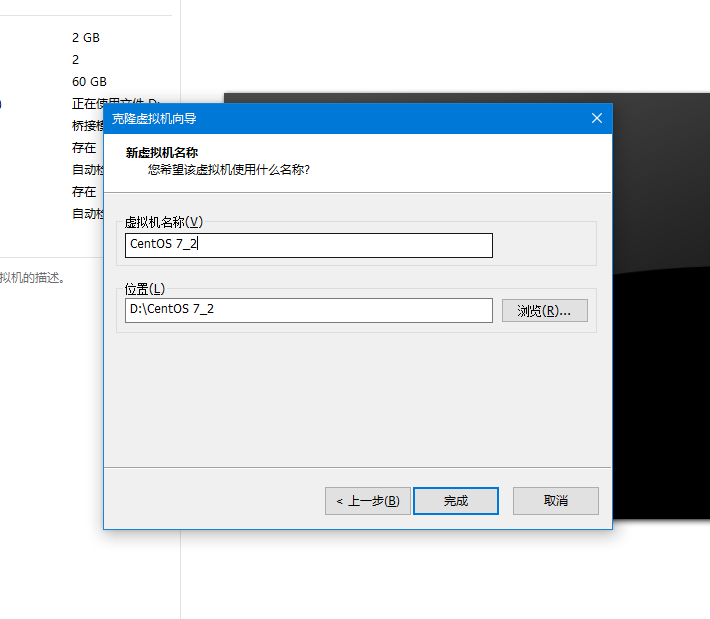 2 GB
2
60 GB
正在使用文件 D:
桥接模
存在
自动检
存在
自动检
拟机的描述。
克隆虚拟机向导
新虚拟机名称
您希望该虚拟机使用什么名称?
虚拟机名称(V)
CentOS 7_2
位置(L)
D:\CentOS 7_2
浏览(R)...
< 上一步(B)
完成
取消